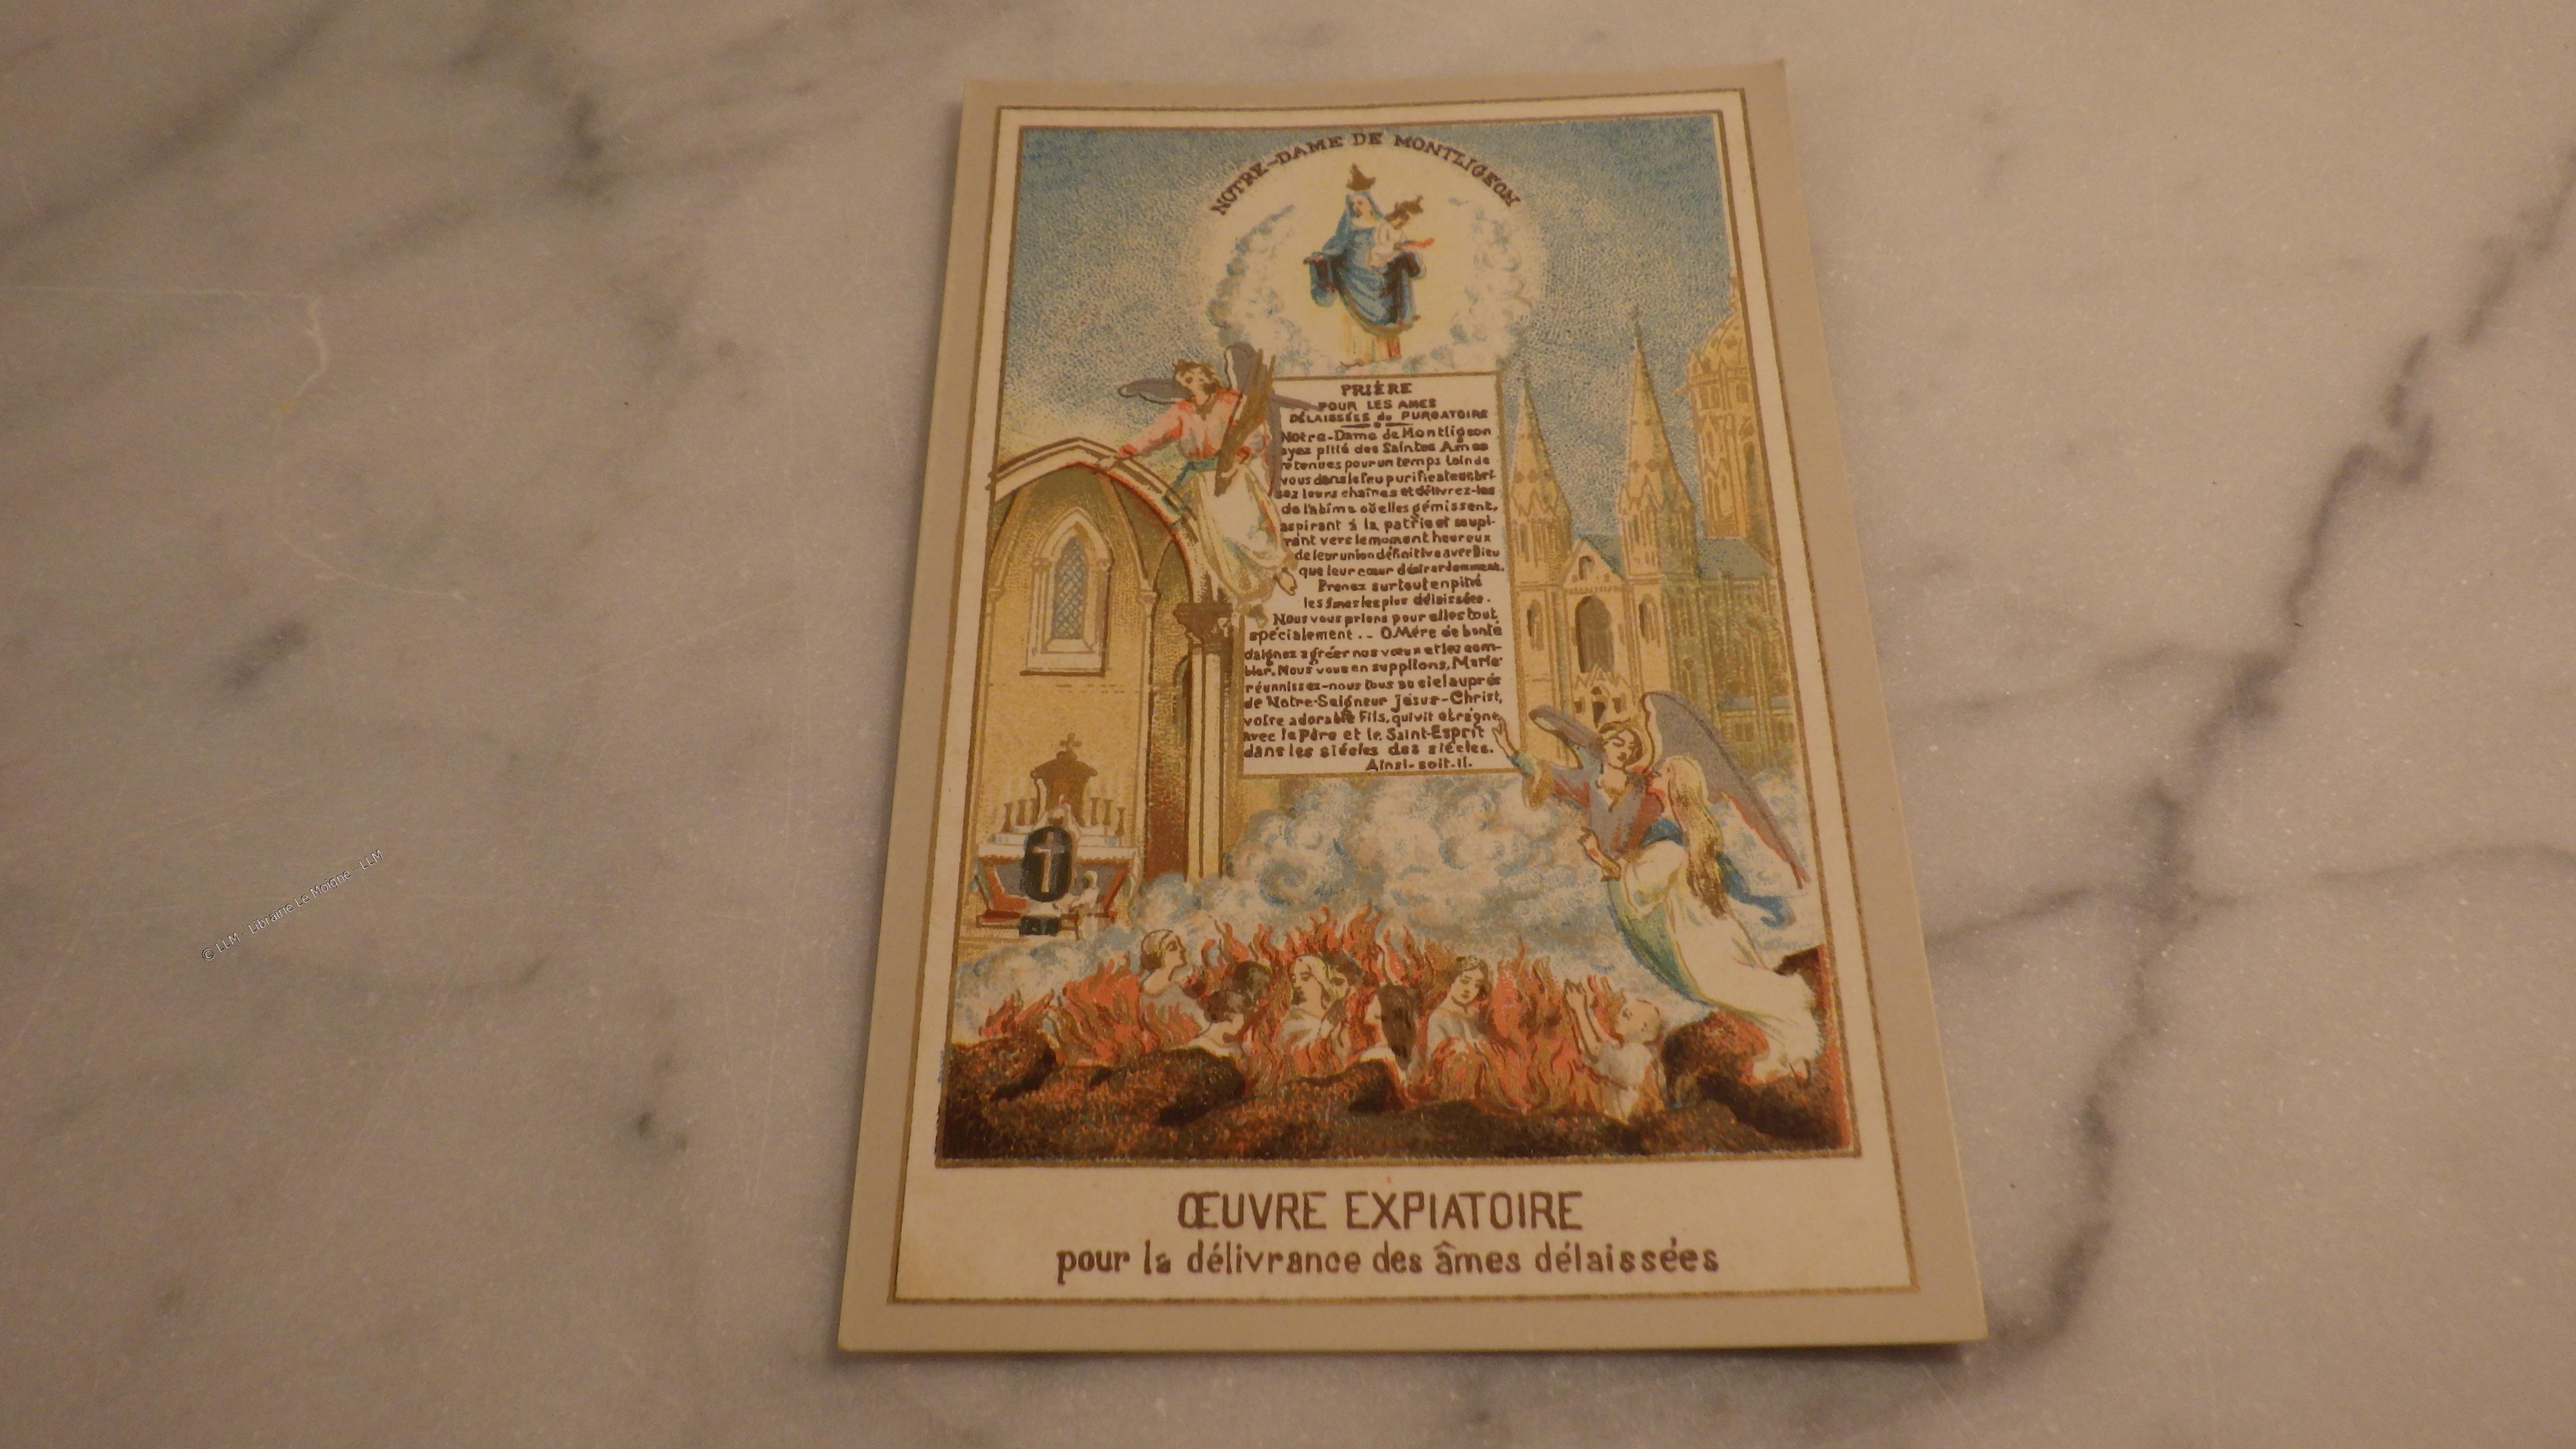 NOTRE-DAME DE MONTLIGEON
PRIÈRE
POUR LES AMES
DÉLAISSÉES du PURGATOIRE
Notre-Dame de Montligeon
ayez pitié des Saintes Ames
retenues pour un temps loin de
vous dans le feu purificateur, bri-
sez leurs chaînes et délivrez-les
de l'abîme où elles gémissent,
aspirant à la patrie et soupi-
rant vers le moment heureux
de leur union définitive avec Dieu
que leur cœur désire ardemment.
Prenez surtout en pitié
les âmes les plus délaissées.
Nous vous prions pour elles tout
spécialement .. O Mère de bonté
daignez agréer nos vœux et les com-
bler. Nous vous en supplions, Marie
réunissez-nous tous au ciel auprès
de Notre-Seigneur Jésus-Christ,
votre adorable Fils, qui vit et règne
avec le Père et le Saint-Esprit
dans les siècles des siècles.
Ainsi-soit-il.
ŒUVRE EXPIATOIRE
pour la délivrance des âmes délaissées
© LLM - Librairie Le Moigne - LLM